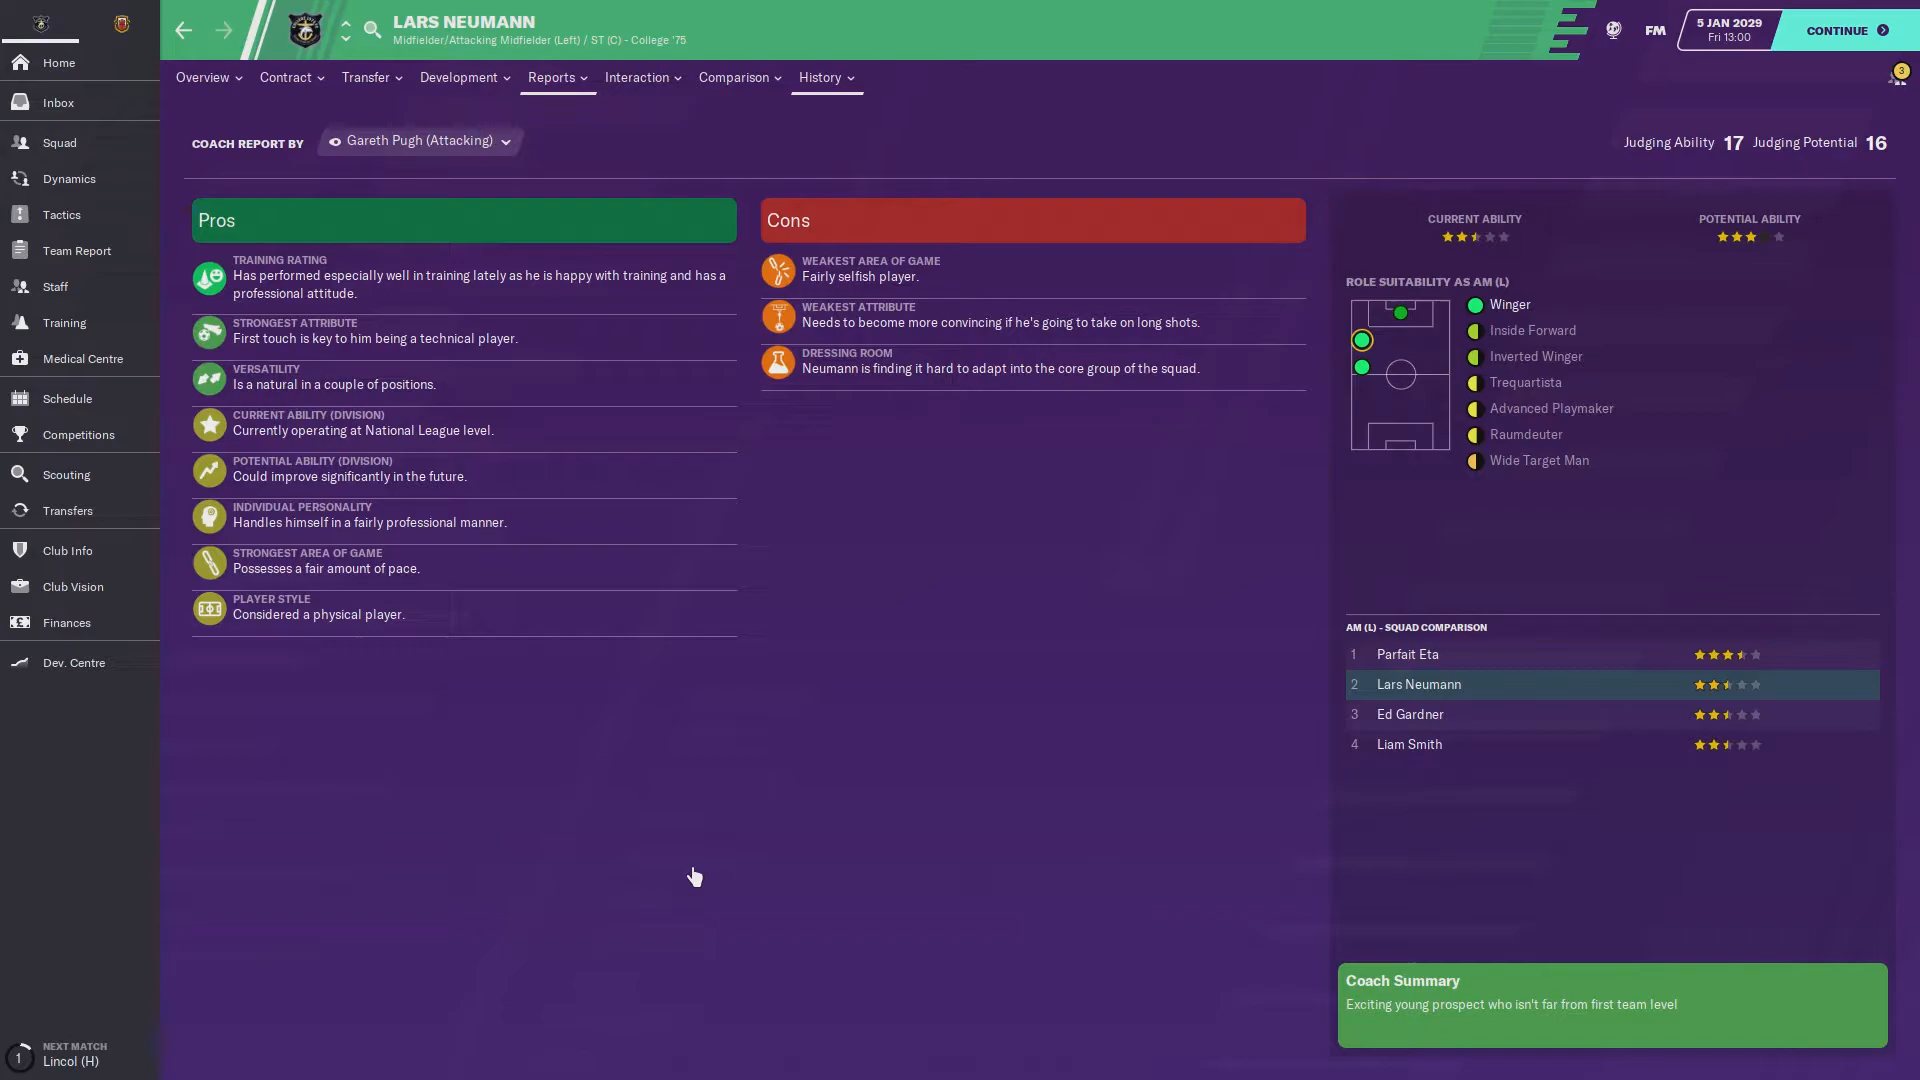 LARS NEUMANN
Midfielder/Attacking Midfielder (Left) / ST (C) - College '75
FM
5 JAN 2029
Fri 13:00
CONTINUE
Home
Inbox
Squad
Dynamics
Tactics
Team Report
Staff
Training
Medical Centre
Schedule
Competitions
Scouting
Transfers
Club Info
Club Vision
Finances
Dev. Centre
1
NEXT MATCH
Lincol (H)
Overview Contract Transfer Development Reports Interaction Comparison History
3
COACH REPORT BY Gareth Pugh (Attacking)
Judging Ability 17 Judging Potential 16
Pros
TRAINING RATING
Has performed especially well in training lately as he is happy with training and has a
professional attitude.
STRONGEST ATTRIBUTE
First touch is key to him being a technical player.
VERSATILITY
Is a natural in a couple of positions.
CURRENT ABILITY (DIVISION)
Currently operating at National League level.
POTENTIAL ABILITY (DIVISION)
Could improve significantly in the future.
INDIVIDUAL PERSONALITY
Handles himself in a fairly professional manner.
STRONGEST AREA OF GAME
Possesses a fair amount of pace.
PLAYER STYLE
Considered a physical player.
Cons
WEAKEST AREA OF GAME
Fairly selfish player.
WEAKEST ATTRIBUTE
Needs to become more convincing if he's going to take on long shots.
DRESSING ROOM
Neumann is finding it hard to adapt into the core group of the squad.
CURRENT ABILITY
POTENTIAL ABILITY
ROLE SUITABILITY AS AM (L)
Winger
Inside Forward
Inverted Winger
Trequartista
Advanced Playmaker
Raumdeuter
Wide Target Man
AM (L) - SQUAD COMPARISON
1 Parfait Eta
2 Lars Neumann
3 Ed Gardner
4 Liam Smith
Coach Summary
Exciting young prospect who isn't far from first team level